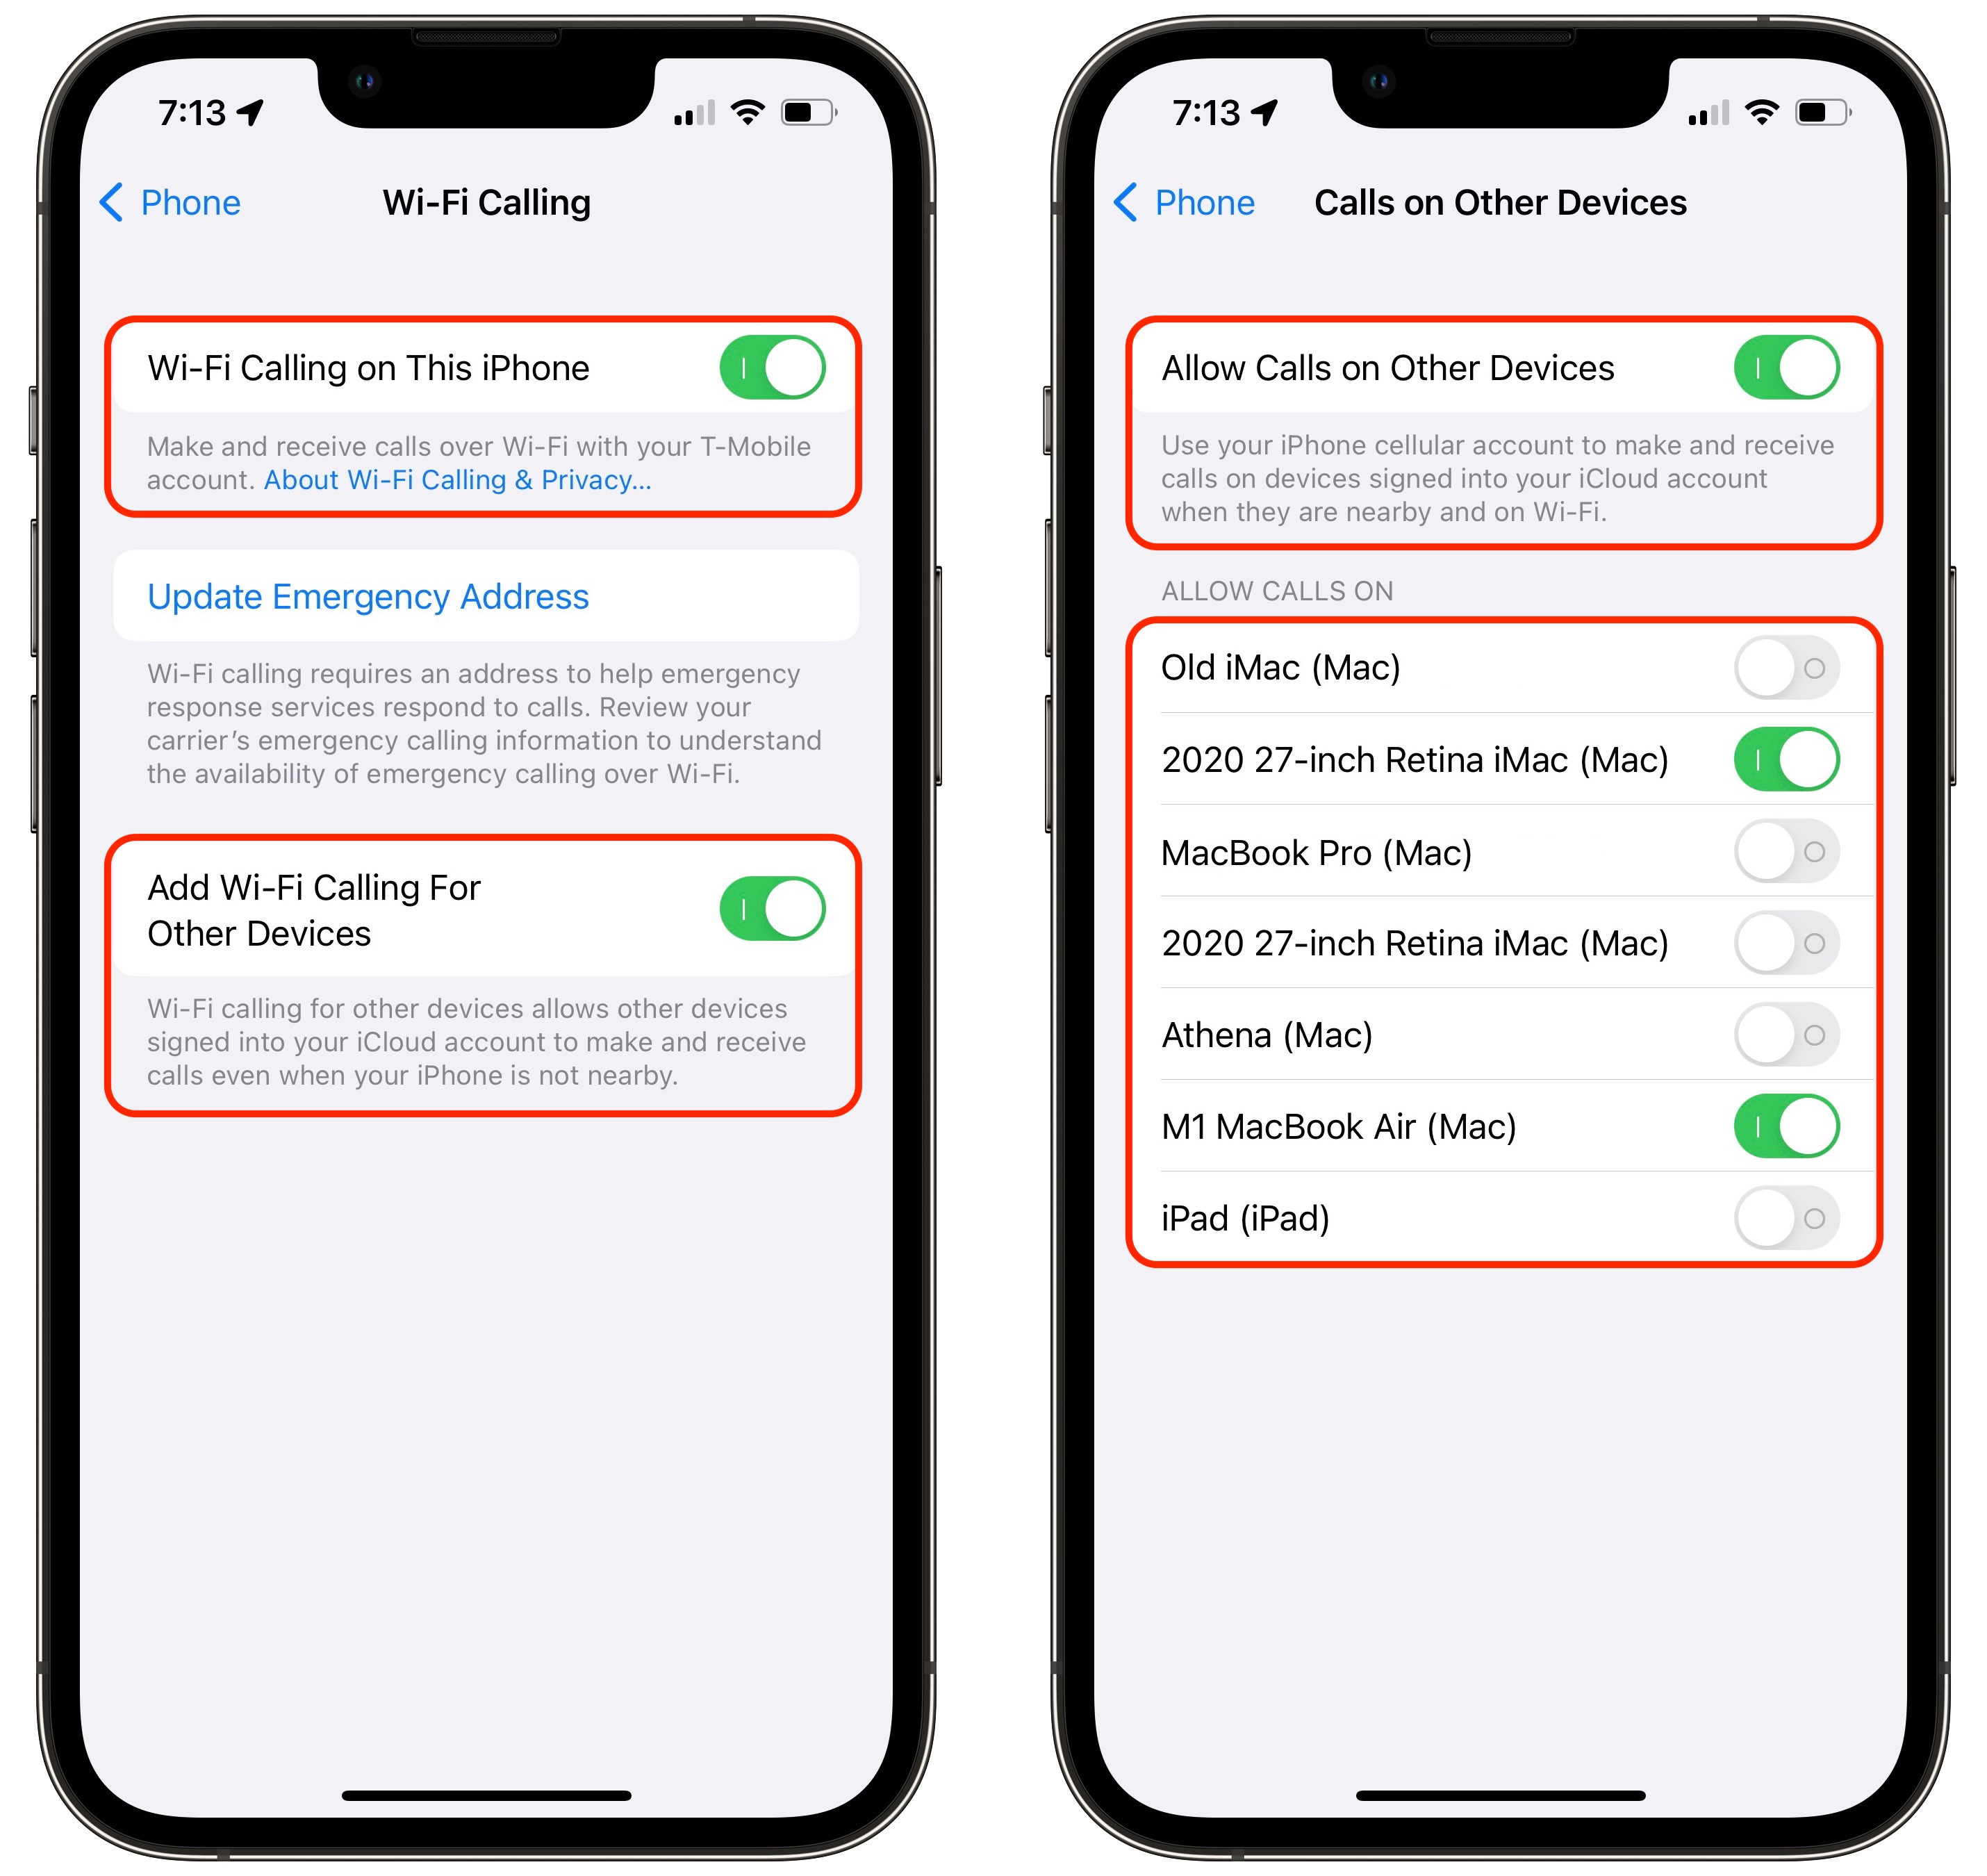 7:13
Phone
Wi-Fi Calling
Wi-Fi Calling on This iPhone
Make and receive calls over Wi-Fi with your T-Mobile
account. About Wi-Fi Calling & Privacy...
Update Emergency Address
Wi-Fi calling requires an address to help emergency
response services respond to calls. Review your
carrier's emergency calling information to understand
the availability of emergency calling over Wi-Fi.
Add Wi-Fi Calling For
Other Devices
Wi-Fi calling for other devices allows other devices
signed into your iCloud account to make and receive
calls even when your iPhone is not nearby.
7:13
Phone
Calls on Other Devices
Allow Calls on Other Devices
Use your iPhone cellular account to make and receive
calls on devices signed into your iCloud account
when they are nearby and on Wi-Fi.
ALLOW CALLS ON
Old iMac (Mac)
2020 27-inch Retina iMac (Mac)
MacBook Pro (Mac)
2020 27-inch Retina iMac (Mac)
Athena (Mac)
M1 MacBook Air (Mac)
iPad (iPad)